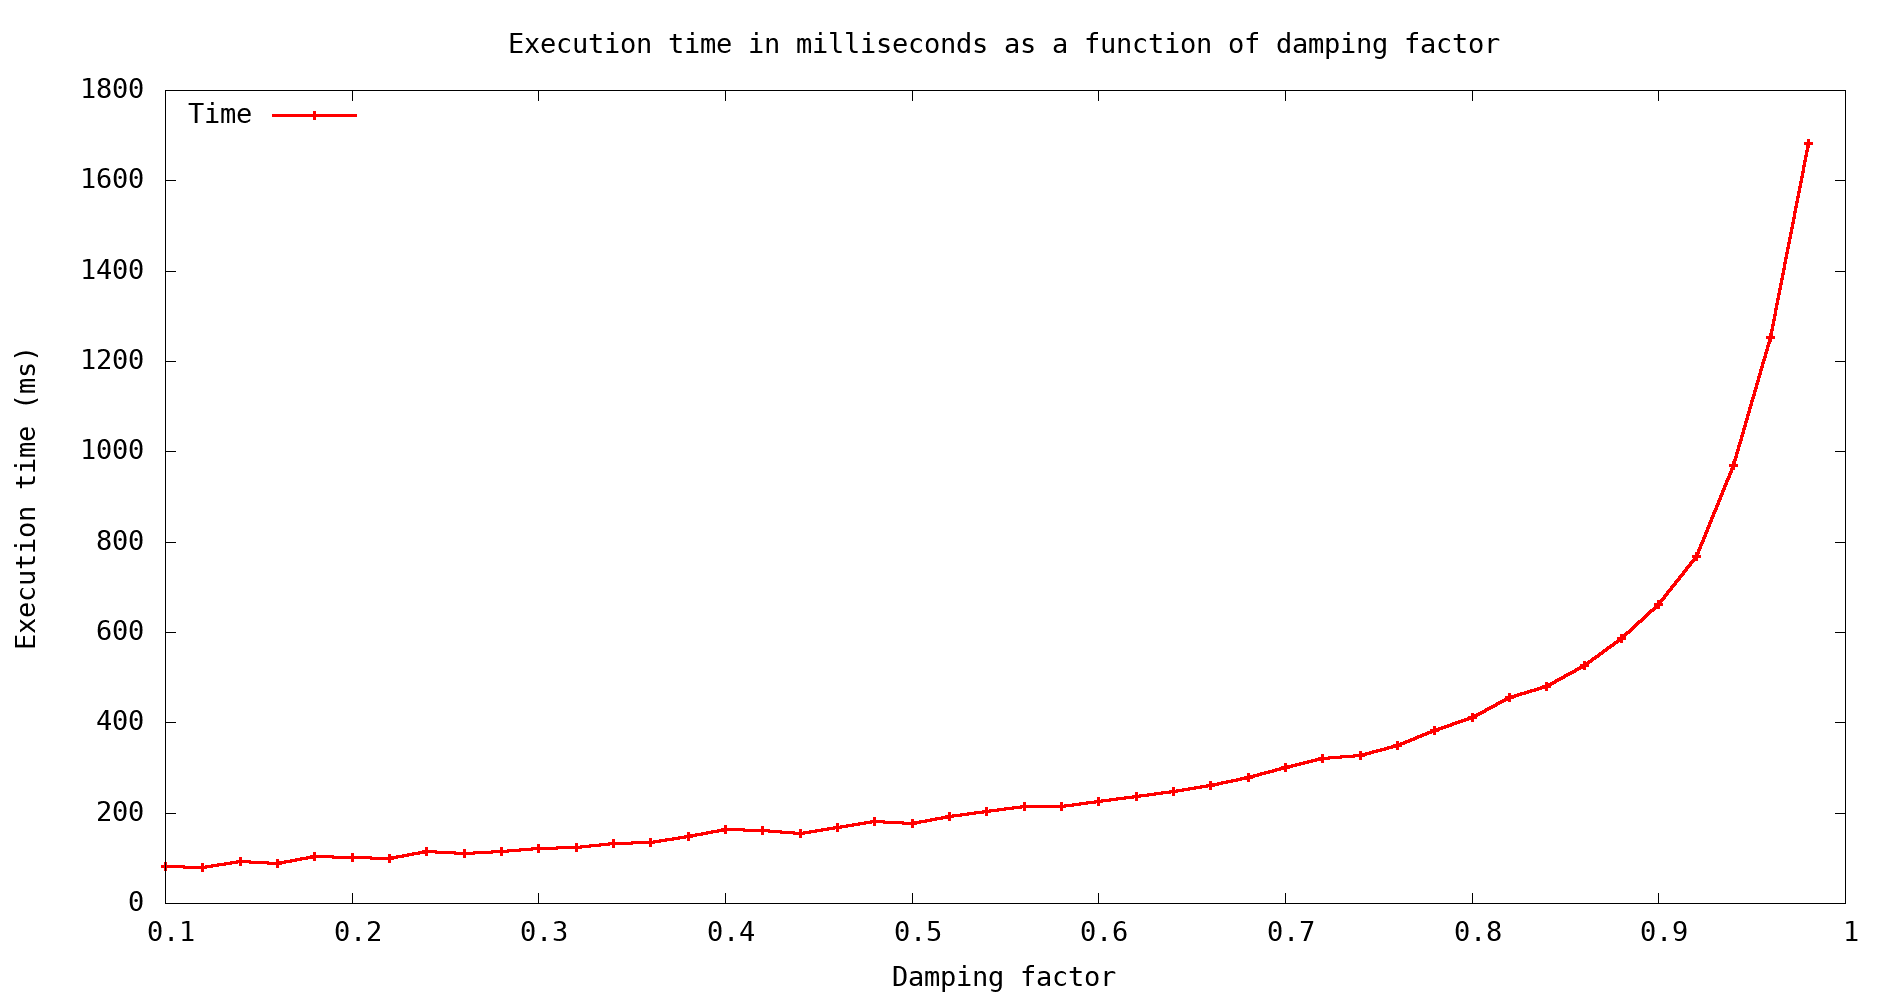 Execution time in milliseconds as a function of damping factor
Time
1800
1600
1400
1200
1000
800
600
400
200
0
Execution time (ms)
0.1 0.2 0.3 0.4 0.5 0.6 0.7 0.8 0.9 1
Damping factor